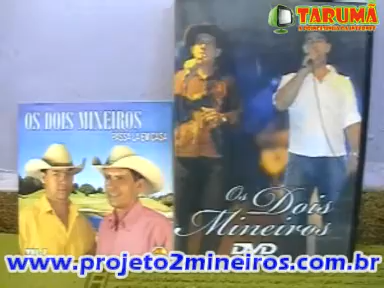 TARUMÃ
OS DOIS MINEIROS
PASSA LÁ EM CASA
Os Dois
Mineiros
DVD
www.projeto2mineiros.com.br